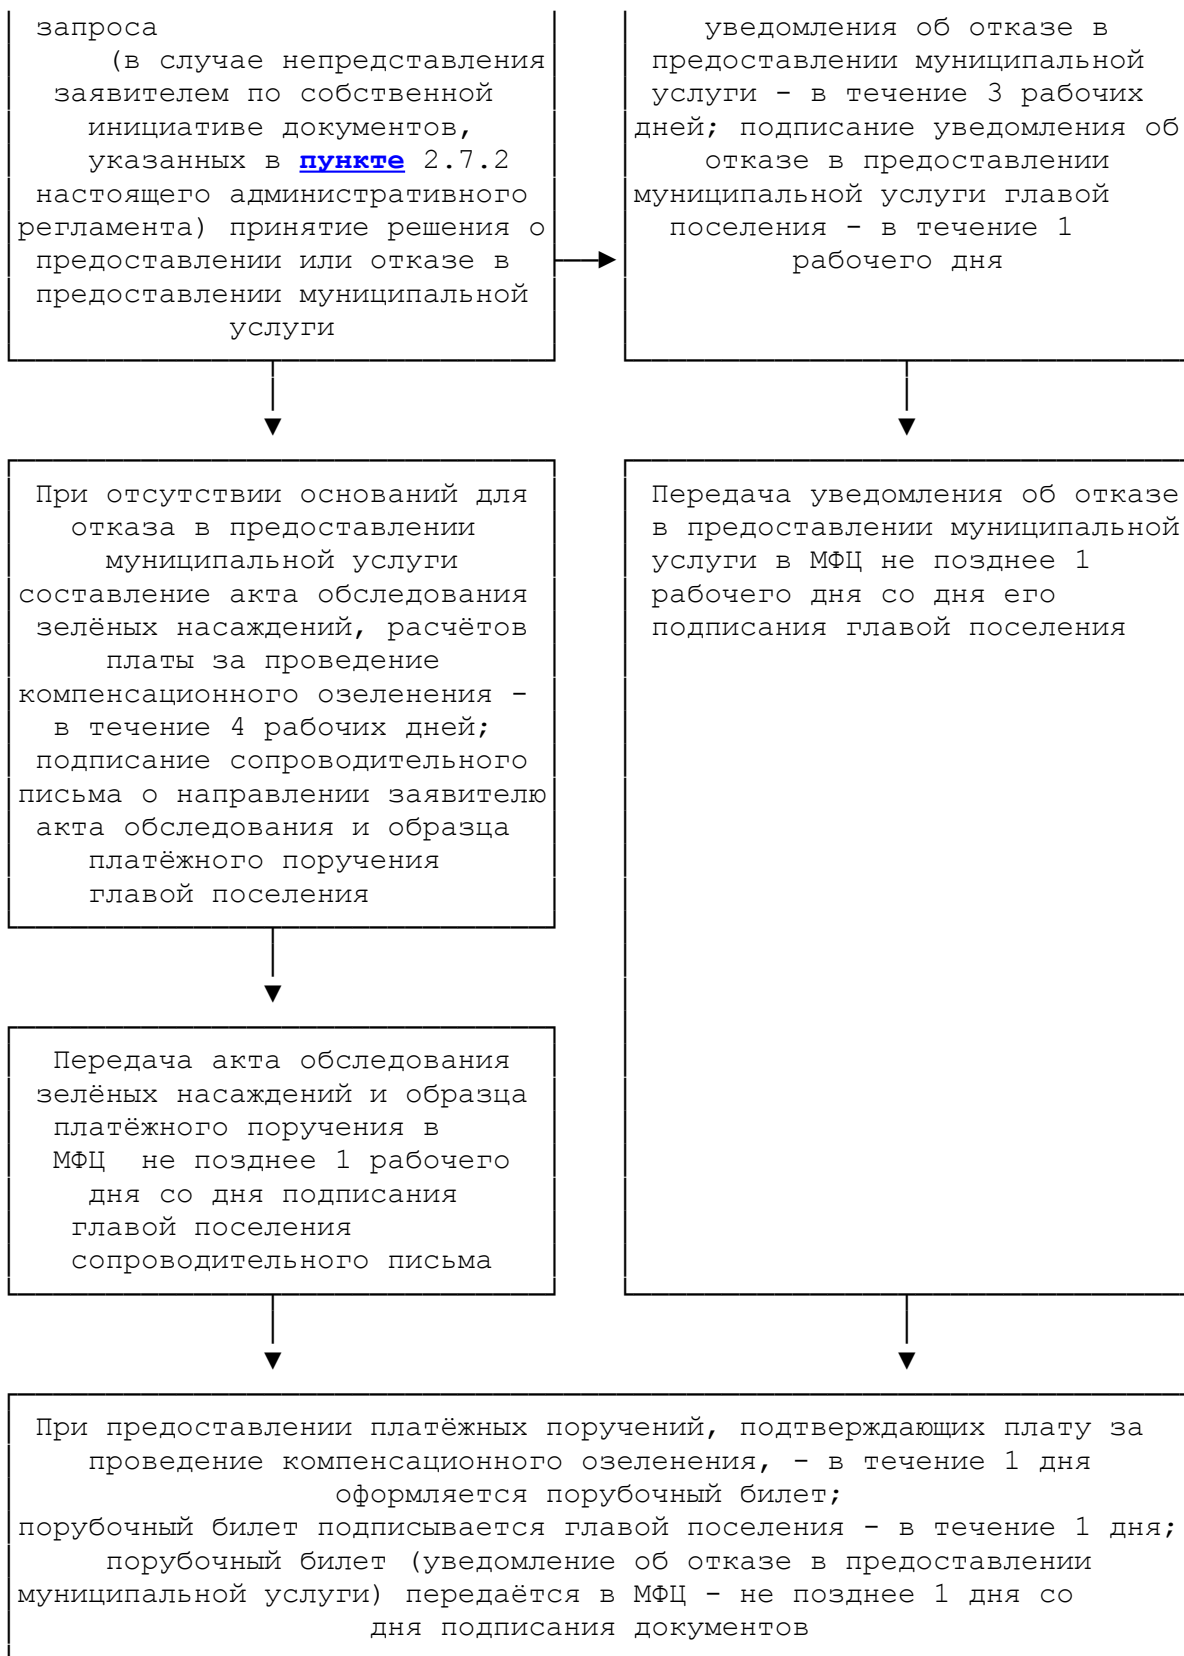 запроса
(в случае непредставления
заявителем по собственной
инициативе документов,
указанных в пункте 2.7.2
настоящего административного
регламента) принятие решения о
предоставлении или отказе в
предоставлении муниципальной
услуги
уведомления об отказе в
предоставлении муниципальной
услуги - в течение 3 рабочих
дней; подписание уведомления об
отказе в предоставлении
муниципальной услуги главой
поселения - в течение 1
рабочего дня
При отсутствии оснований для
отказа в предоставлении
муниципальной услуги
составление акта обследования
зелёных насаждений, расчётов
платы за проведение
компенсационного озеленения -
в течение 4 рабочих дней;
подписание сопроводительного
письма о направлении заявителю
акта обследования и образца
платёжного поручения
главой поселения
Передача уведомления об отказе
в предоставлении муниципальной
услуги в МФЦ не позднее 1
рабочего дня со дня его
подписания главой поселения
Передача акта обследования
зелёных насаждений и образца
платёжного поручения в
МФЦ  не позднее 1 рабочего
дня со дня подписания
главой поселения
сопроводительного письма
При предоставлении платёжных поручений, подтверждающих плату за
проведение компенсационного озеленения, - в течение 1 дня
оформляется порубочный билет;
порубочный билет подписывается главой поселения - в течение 1 дня;
порубочный билет (уведомление об отказе в предоставлении
муниципальной услуги) передаётся в МФЦ - не позднее 1 дня со
дня подписания документов